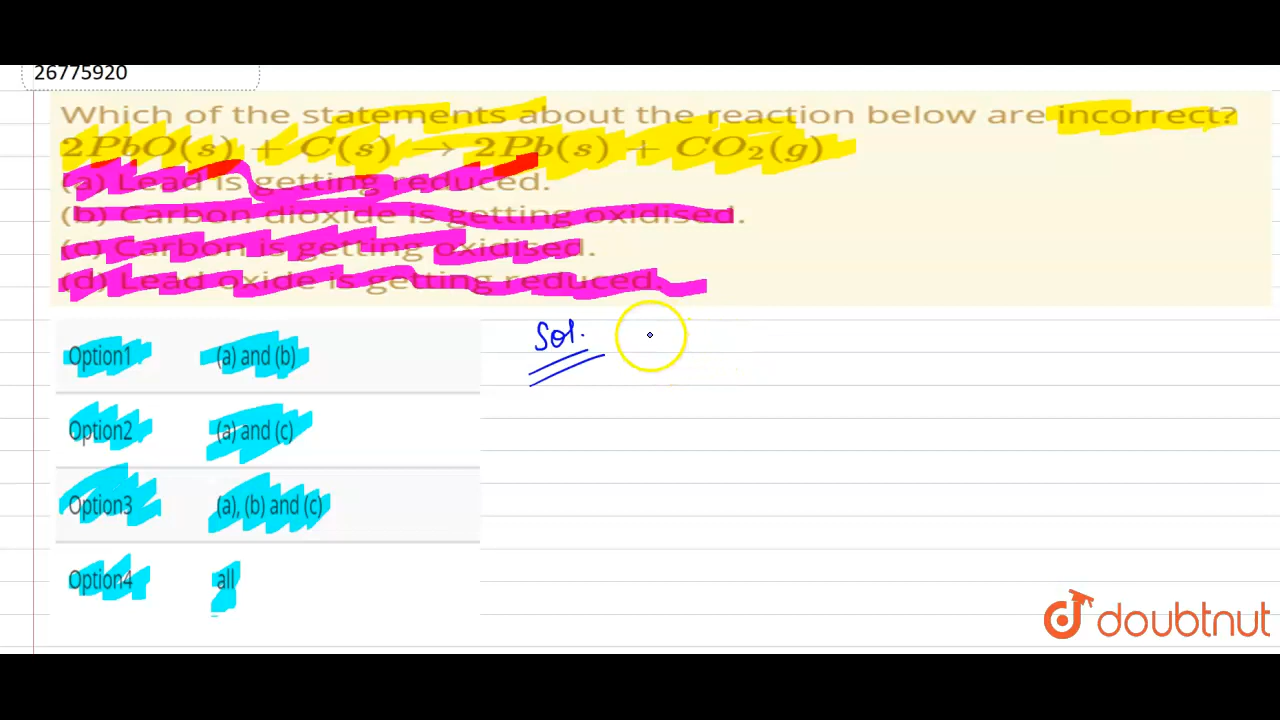 26775920
Which of the statements about the reaction below are incorrect?
2PbO(s) + C(s) → 2Pb(s) + CO₂(g)
(a) Lead is getting reduced.
(b) Carbon dioxide is getting oxidised.
(c) Carbon is getting oxidised.
(d) Lead oxide is getting reduced.
Sol.
Option1 (a) and (b)
Option2 (a) and (c)
Option3 (a), (b) and (c)
Option4 all
doubtnut